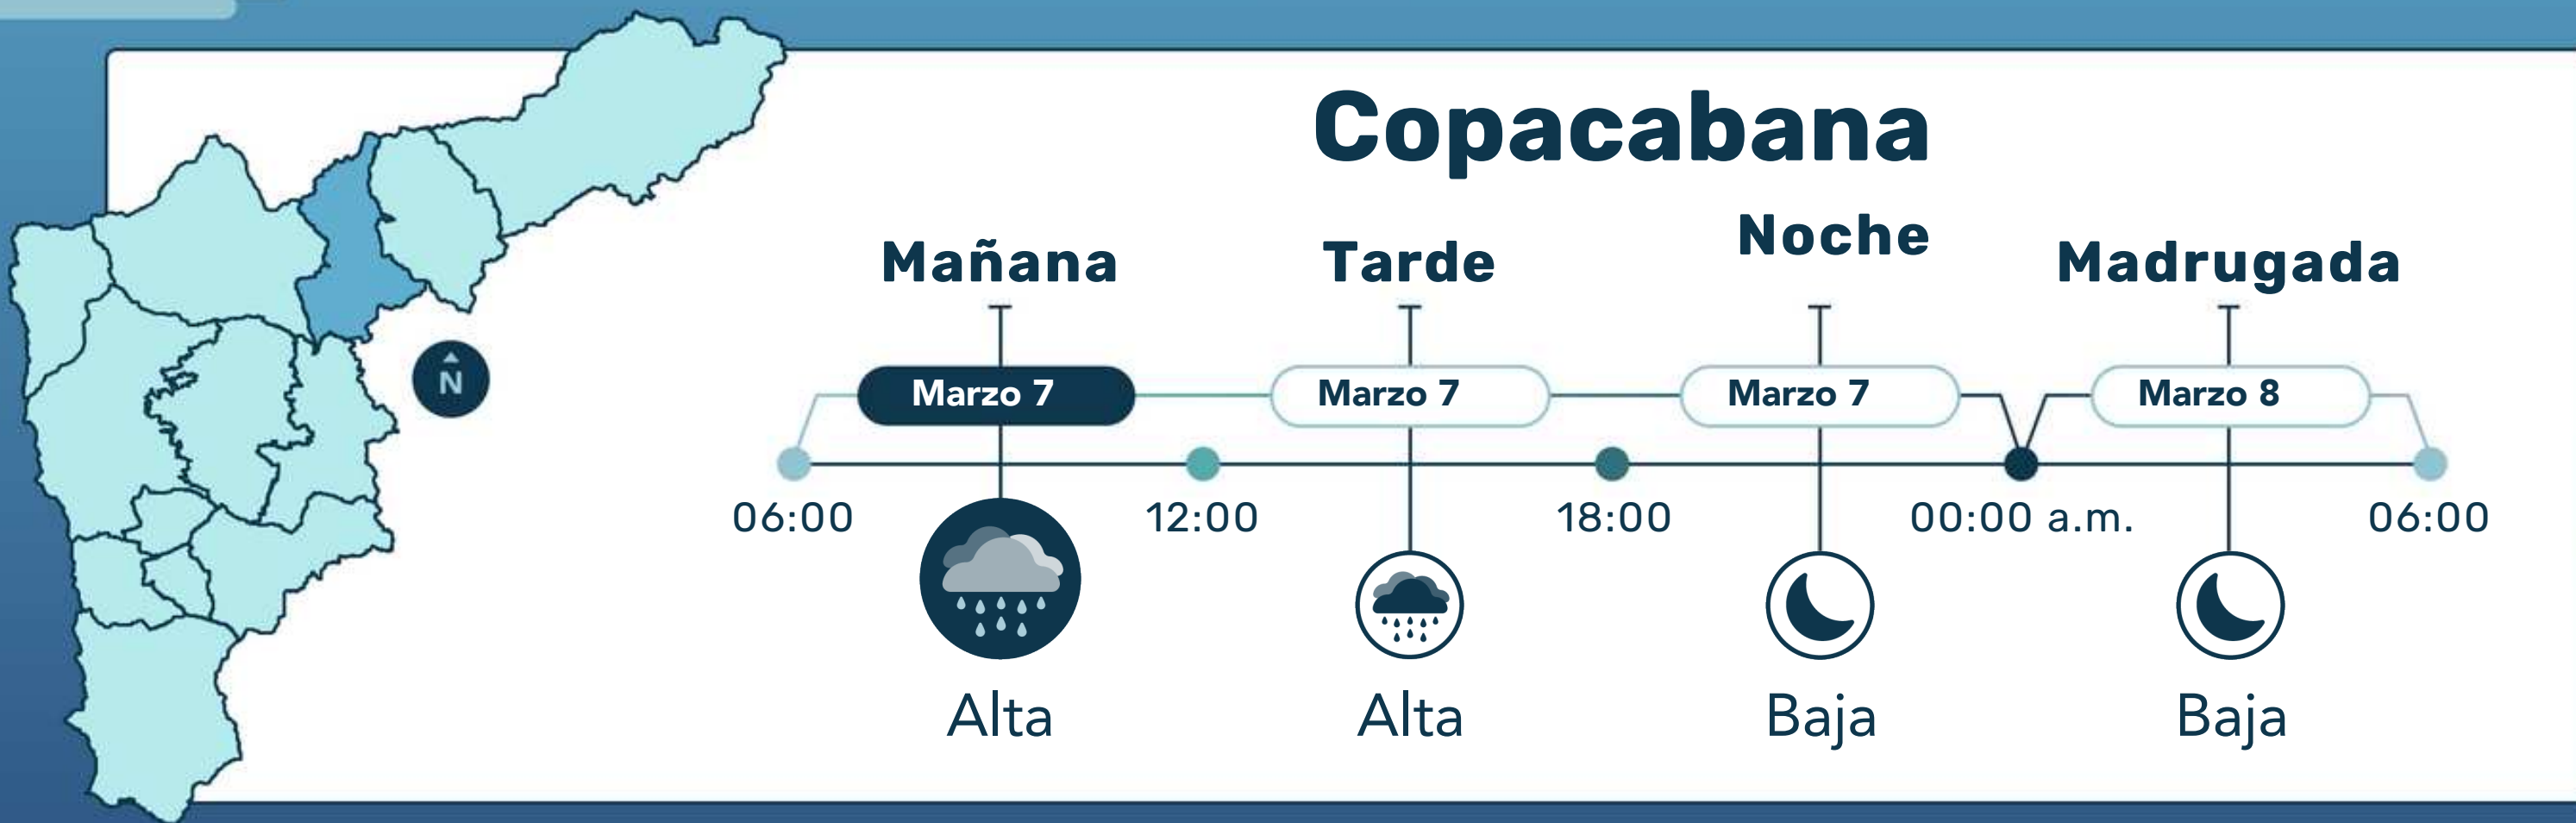 Copacabana
Mañana
Tarde
Noche
Madrugada
Marzo 7
Marzo 7
Marzo 7
Marzo 8
N
06:00
12:00
18:00
00:00 a.m.
06:00
Alta
Alta
Baja
Baja